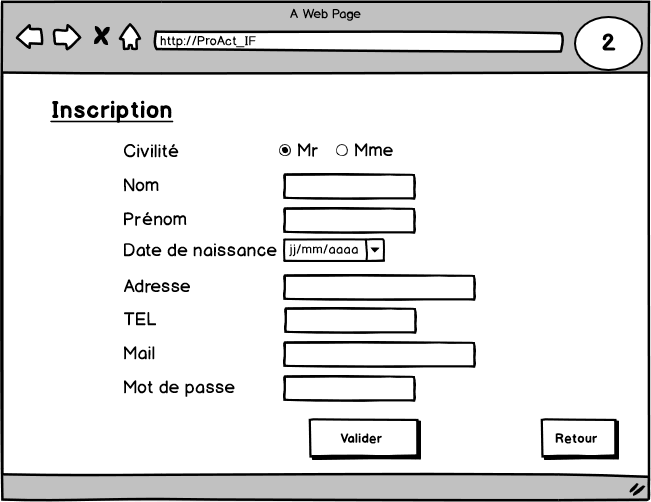 A Web Page
http://ProAct_IF
2
Inscription
Civilité Mr Mme
Nom
Prénom
Date de naissance jj/mm/aaaa
Adresse
TEL
Mail
Mot de passe
Valider Retour